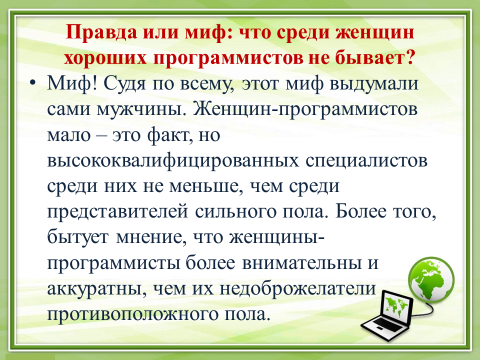 Правда или миф: что среди женщин
хороших программистов не бывает?
• Миф! Судя по всему, этот миф выдумали
сами мужчины. Женщин-программистов
мало – это факт, но
высококвалифицированных специалистов
среди них не меньше, чем среди
представителей сильного пола. Более того,
бытует мнение, что женщины-
программисты более внимательны и
аккуратны, чем их недоброжелатели
противоположного пола.